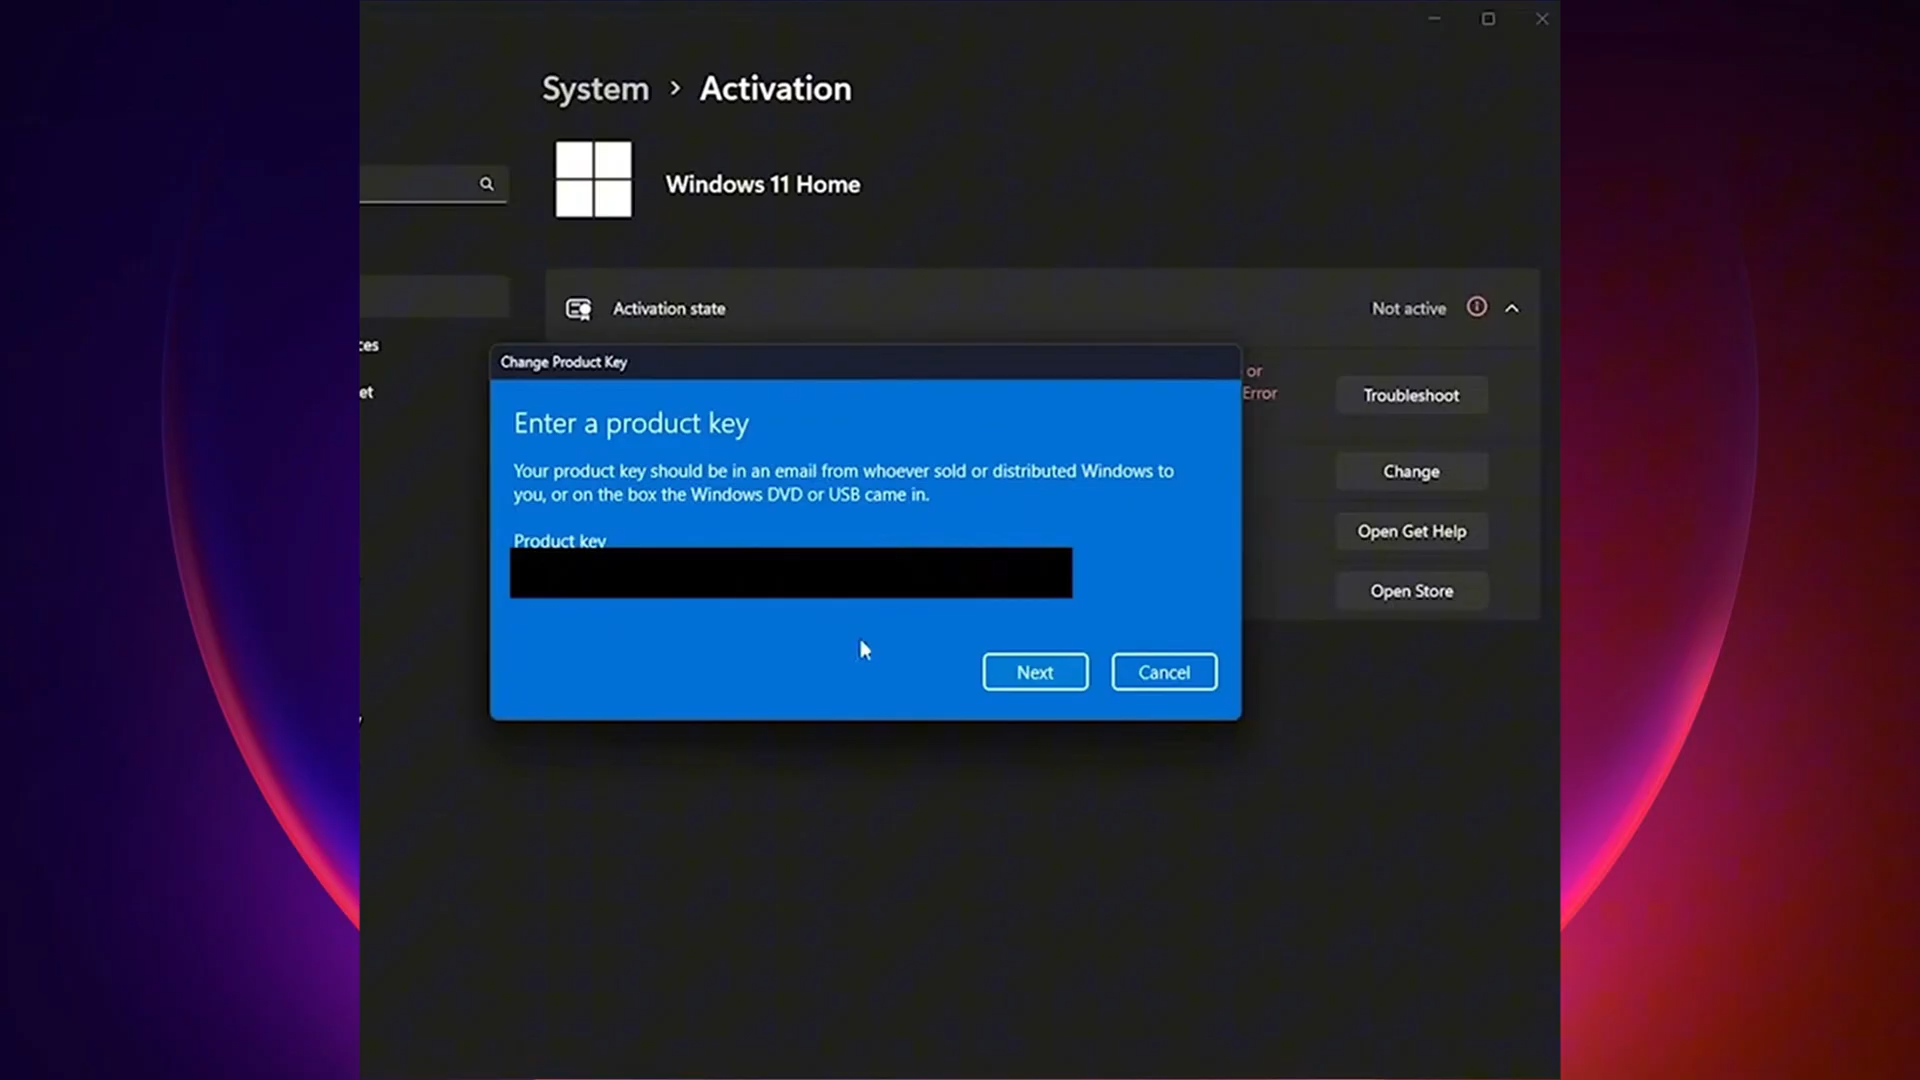 System > Activation
Windows 11 Home
Activation state
Not active
ces
et
Change Product Key
or
Error
Troubleshoot
Enter a product key
Your product key should be in an email from whoever sold or distributed Windows to
you, or on the box the Windows DVD or USB came in.
Change
Product key
Open Get Help
Open Store
Next
Cancel